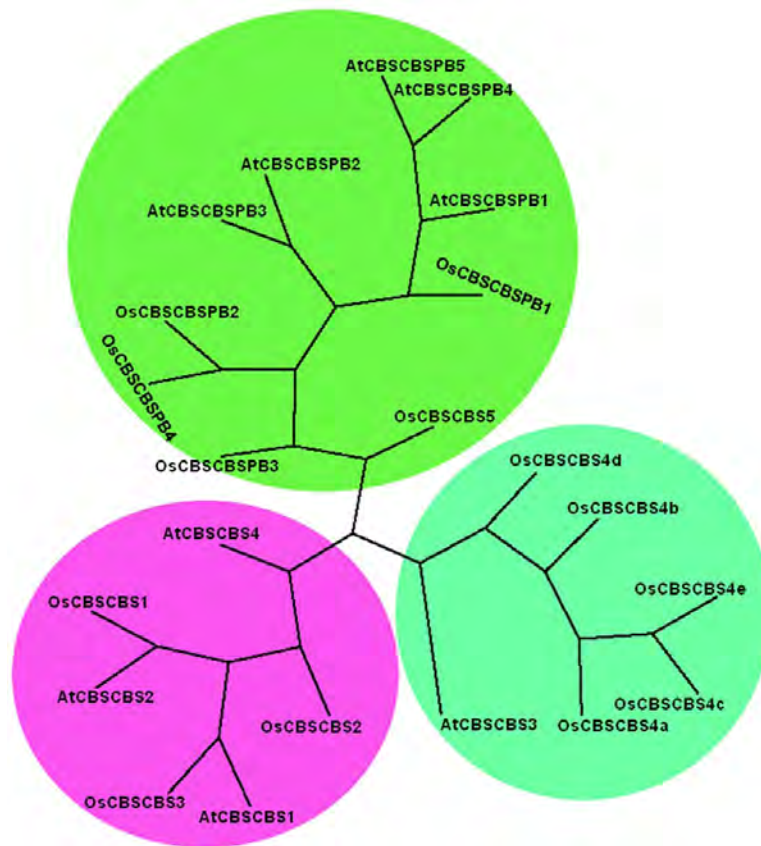 AtCBSCBSPB5
AtCBSCBSPB4
AtCBSCBSPB2
AtCBSCBSPB3
AtCBSCBSPB1
OsCBSCBSPB1
OsCBSCBSPB2
OsCBSCBSPB4
OsCBSCBS5
OsCBSCBSPB3
OsCBSCBS4d
OsCBSCBS4b
AtCBSCBS4
OsCBSCBS1
OsCBSCBS4e
AtCBSCBS2
OsCBSCBS2
AtCBSCBS3
OsCBSCBS4c
OsCBSCBS4a
OsCBSCBS3
AtCBSCBS1